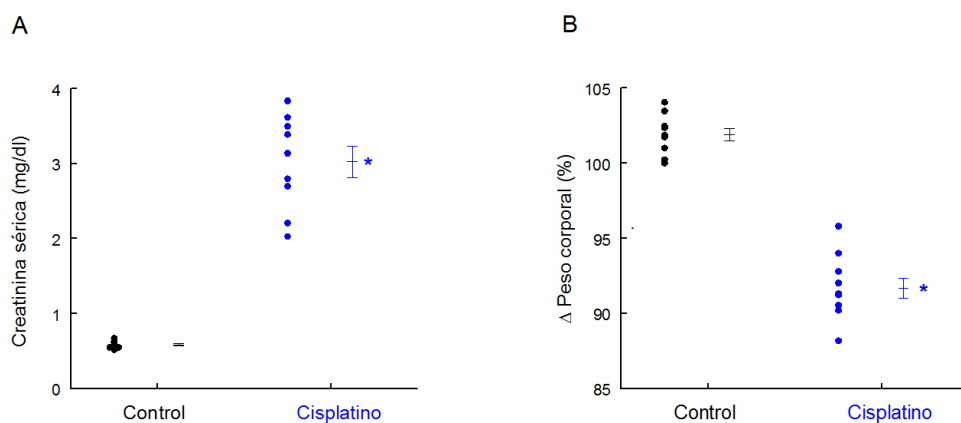 A
Creatinina sérica (mg/dl)
4
3
2
1
0
*
Control
Cisplatino
B
Δ Peso corporal (%)
105
100
95
90
85
*
Control
Cisplatino